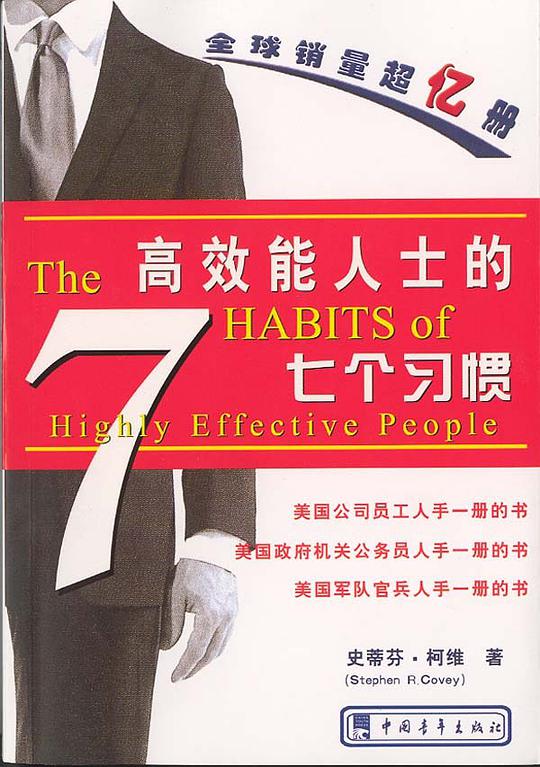 全球销量超亿册
高效能人士的
The
7
HABITS of
七个习惯
Highly Effective People
美国公司员工人手一册的书
美国政府机关公务员人手一册的书
美国军队官兵人手一册的书
史蒂芬·柯维 著
(Stephen R.Covey)
中国青年出版社